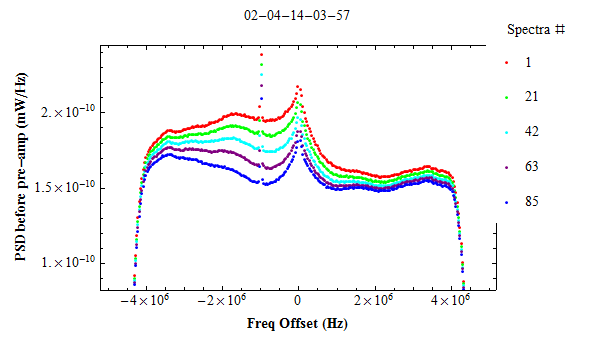 02-04-14-03-57
Spectra #
1
21
42
63
85
PSD before pre-amp (mW/Hz)
2.×10⁻¹⁰
1.5×10⁻¹⁰
1.×10⁻¹⁰
-4×10⁶ -2×10⁶ 0 2×10⁶ 4×10⁶
Freq Offset (Hz)